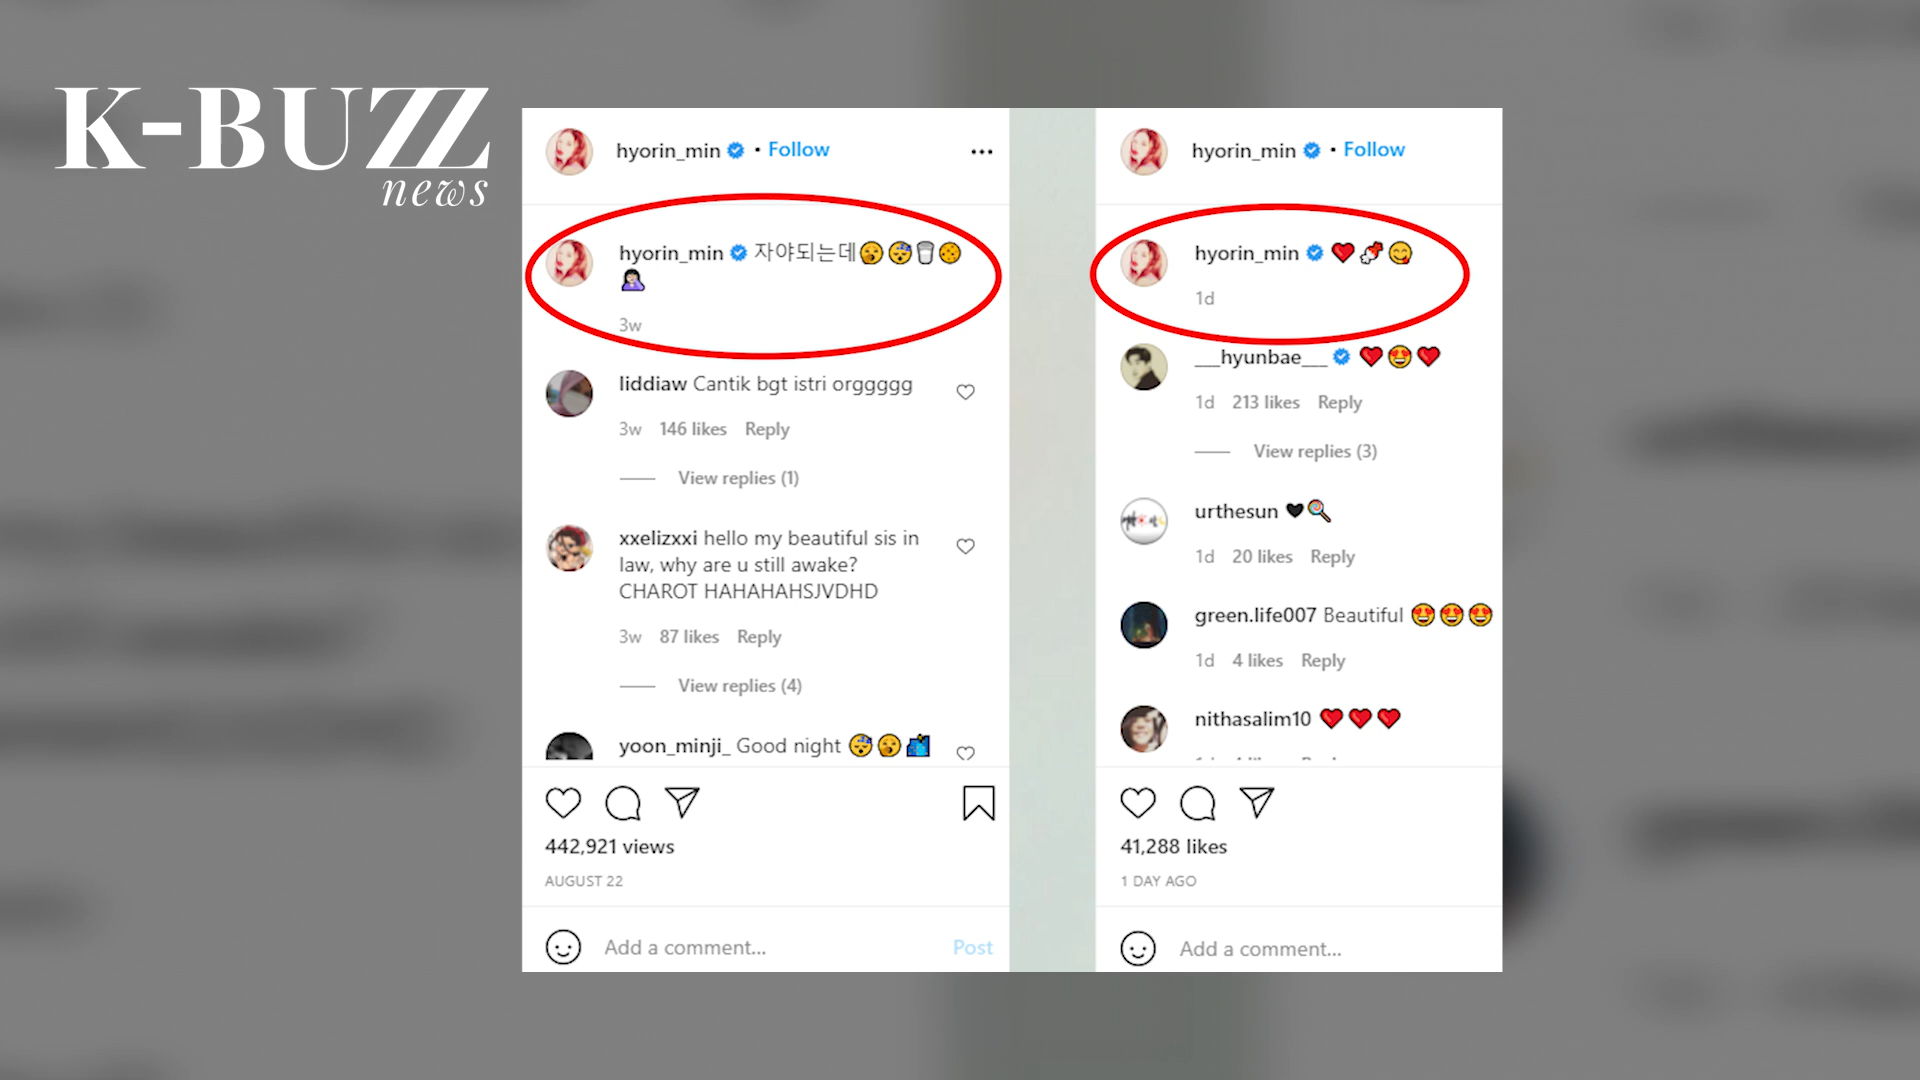 K-BUZZ
news
hyorin_min • Follow
hyorin_min 자야되는데🥱😴🥛🍪
🤦🏻‍♀️
3w
liddiaw Cantik bgt istri orggggg
3w 146 likes Reply
View replies (1)
xxelizxxi hello my beautiful sis in
law, why are u still awake?
CHAROT HAHAHAHSJVDHD
3w 87 likes Reply
View replies (4)
yoon_minji_ Good night 😴🥱🌃
442,921 views
AUGUST 22
Add a comment...
Post
hyorin_min • Follow
hyorin_min ❤️😋
1d
___hyunbae___ ❤️😍❤️
1d 213 likes Reply
View replies (3)
urthesun 🖤🍭
1d 20 likes Reply
green.life007 Beautiful 😍😍😍
1d 4 likes Reply
nithasalim10 ❤️❤️❤️
41,288 likes
1 DAY AGO
Add a comment...